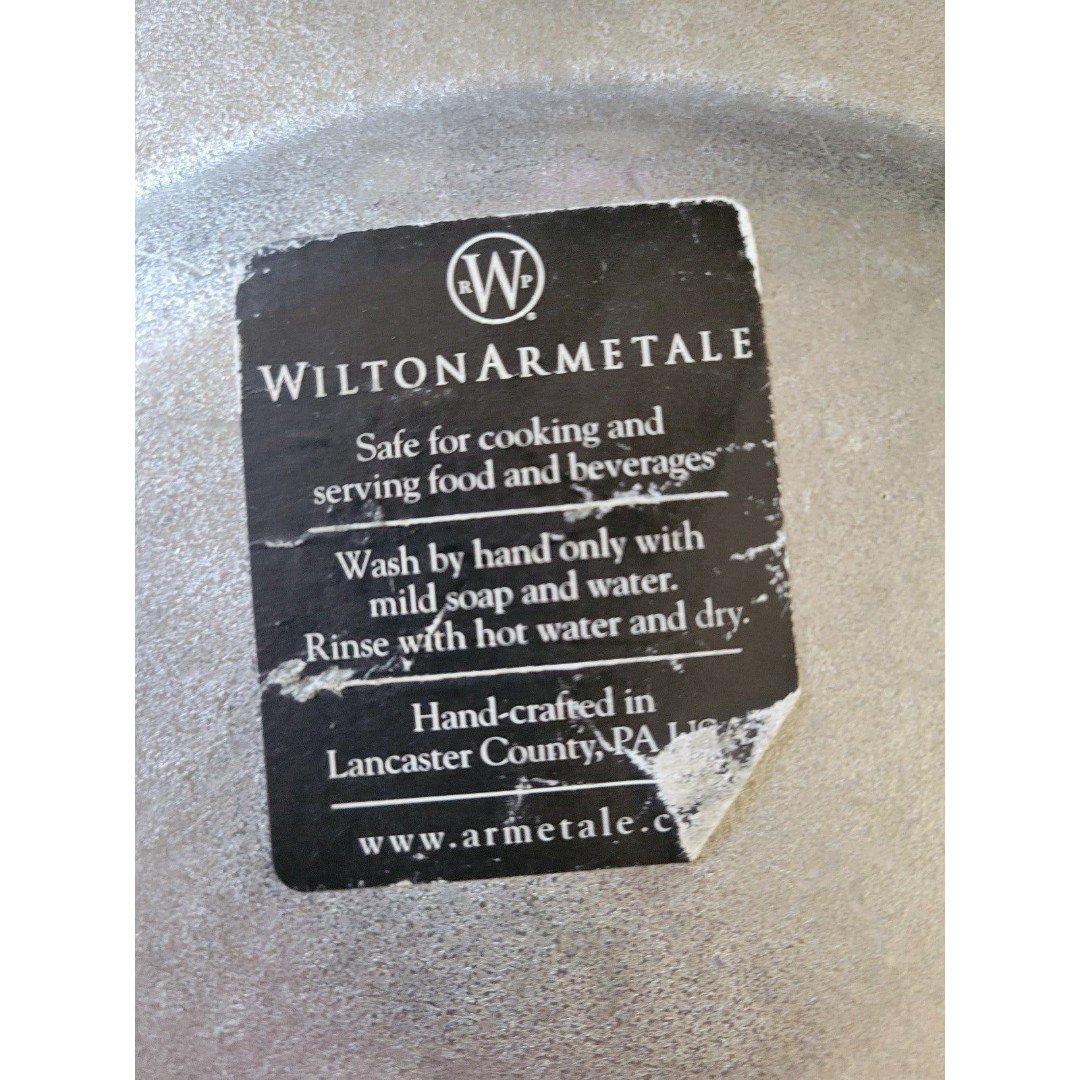 RWP
WILTONARMETALE
Safe for cooking and
serving food and beverages
Wash by hand only with
mild soap and water.
Rinse with hot water and dry.
Hand-crafted in
Lancaster County, PA
www.armetale.c